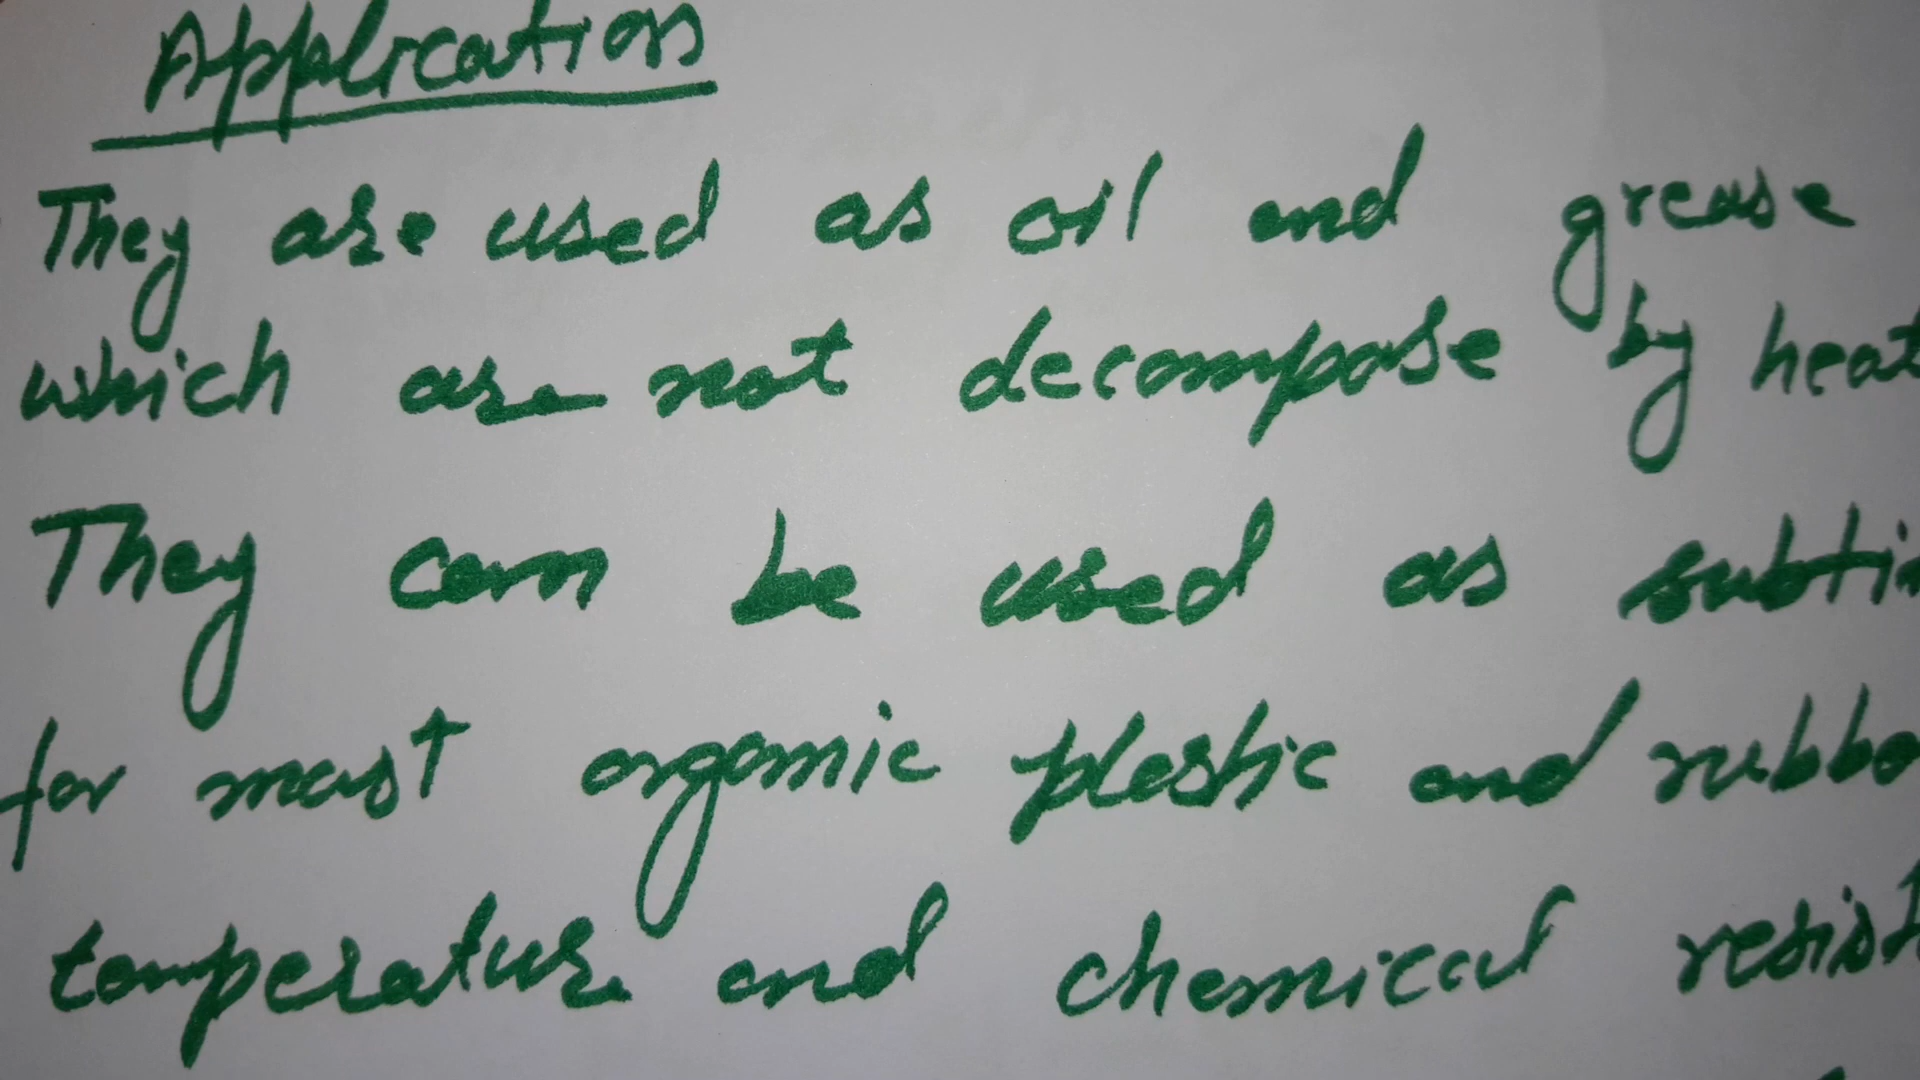 Application
They are used as oil and grease
which are not decompose by heat
They can be used as
for most organic plastic and
temperature and chemical